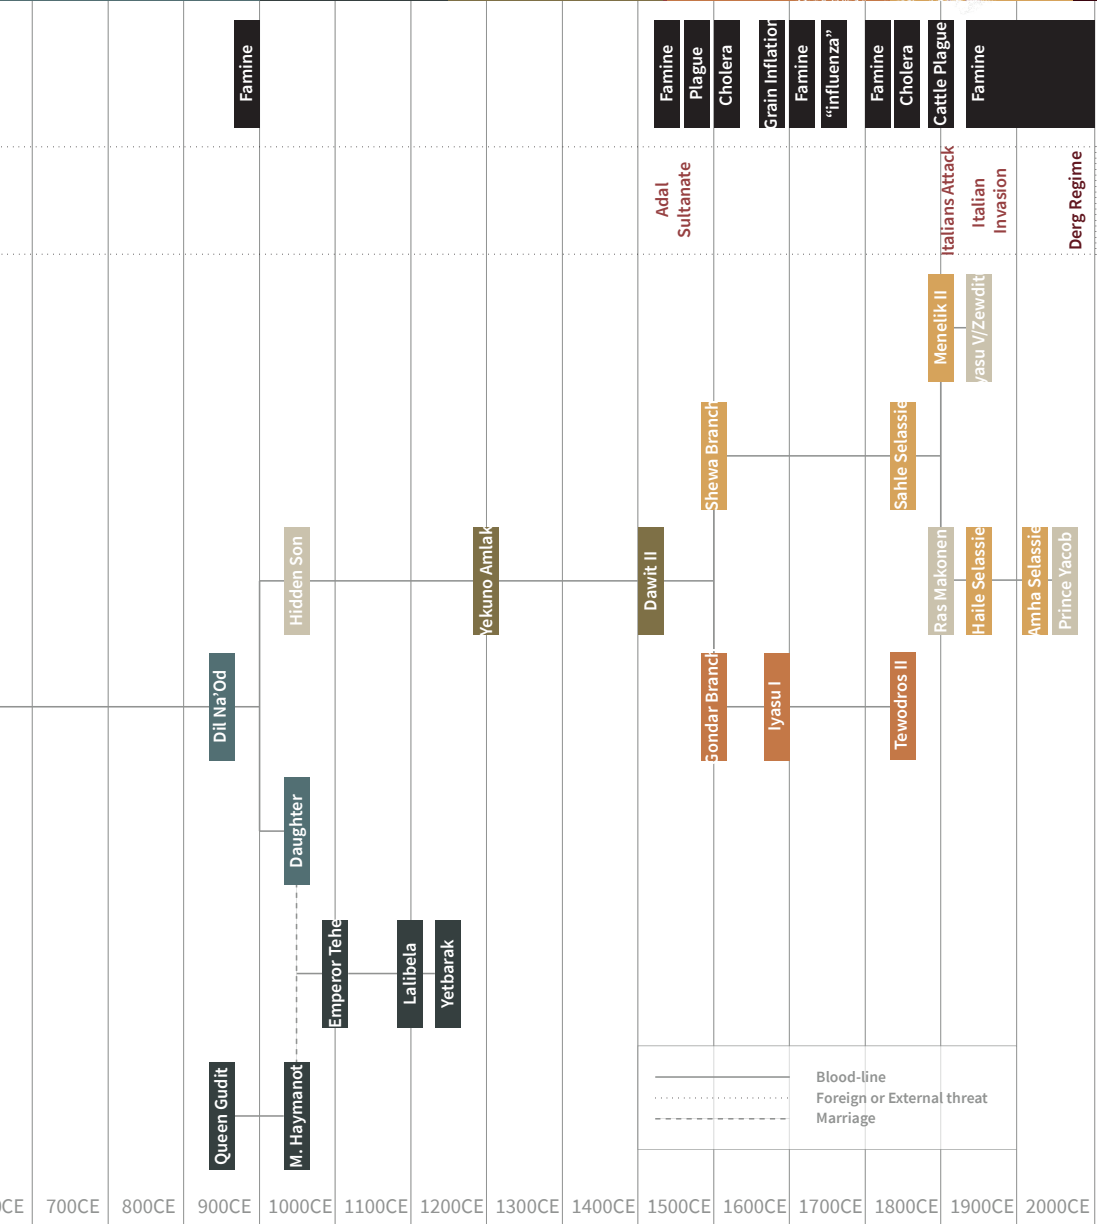 Famine
Famine
Plague
Cholera
Grain Inflation
Famine
“influenza”
Famine
Cholera
Cattle Plague
Famine
Adal
Sultanate
Italians Attack
Italian
Invasion
Derg Regime
Menelik II
yasu V/Zewdit
Shewa Branch
Sahle Selassie
Hidden Son
Yekuno Amlak
Dawit II
Ras Makonen
Haile Selassie
Amha Selassie
Prince Yacob
Dil Na’Od
Gondar Branch
Iyasu I
Tewodros II
Daughter
Emperor Tehe
Lalibela
Yetbarak
Queen Gudit
M. Haymanot
Blood-line
Foreign or External threat
Marriage
0CE 700CE 800CE 900CE 1000CE 1100CE 1200CE 1300CE 1400CE 1500CE 1600CE 1700CE 1800CE 1900CE 2000CE